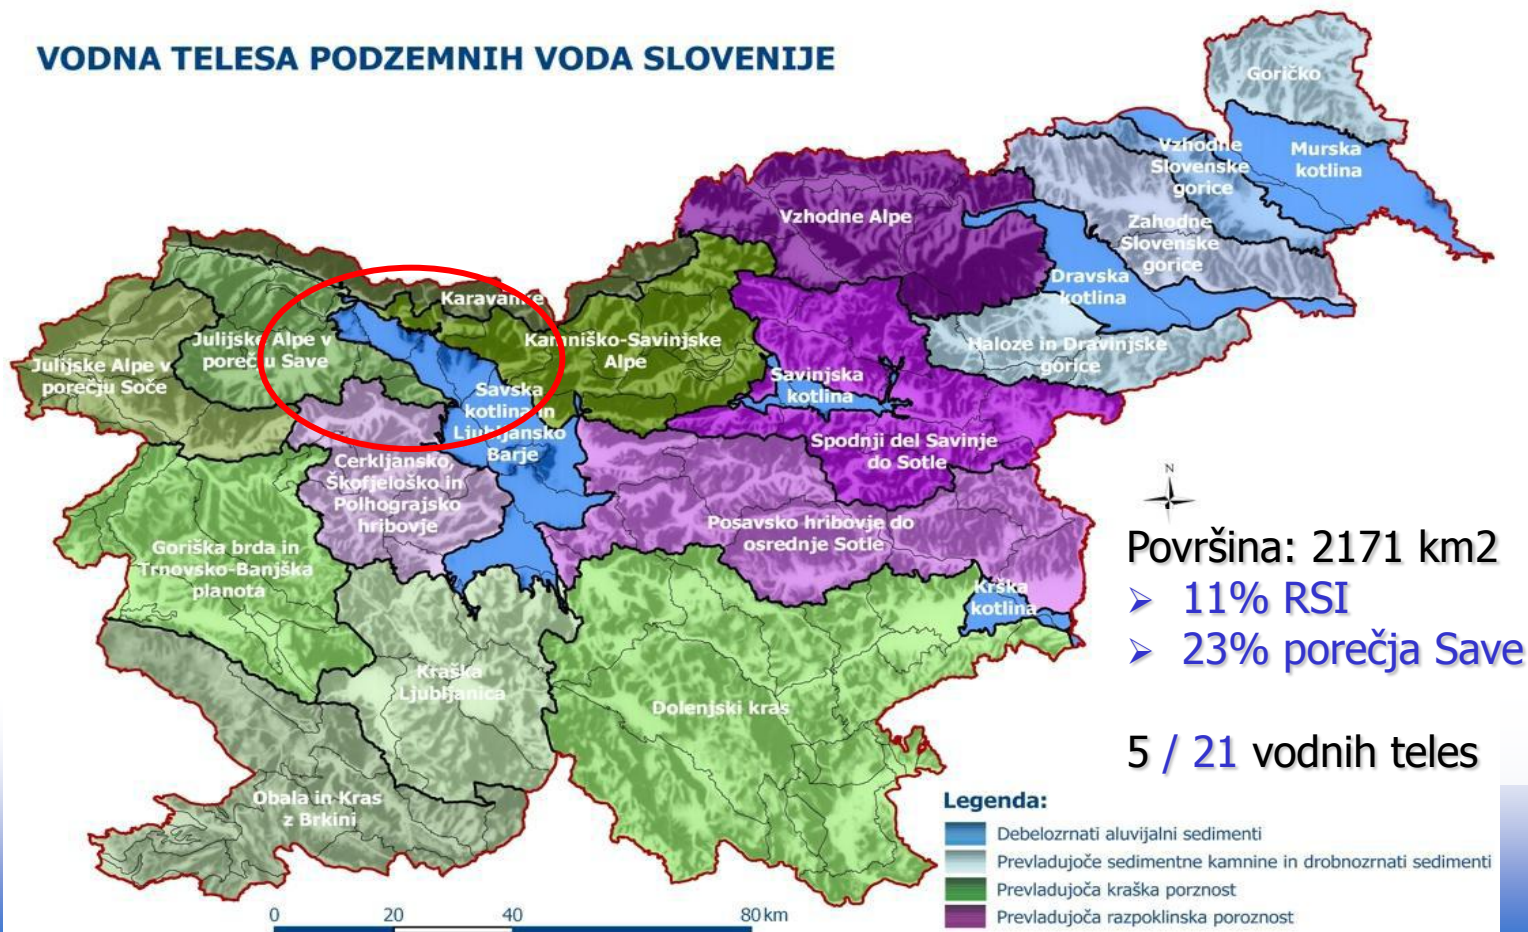 VODNA TELESA PODZEMNIH VODA SLOVENIJE
Goričko
Murska
kotlina
Vzhodne
Slovenske
gorice
Zahodne
Slovenske
gorice
Vzhodne Alpe
Dravska
kotlina
Karavanke
Julijske Alpe v
porečju Save
Kamniško-Savinjske
Alpe
Haloze in Dravinjske
gorice
Julijske Alpe v
porečju Soče
Savinjska
kotlina
Savska
kotlina in
Ljubljansko
Barje
Spodnji del Savinje
do Sotle
Cerkljansko,
Škofjeloško in
Polhograjsko
hribovje
N
Posavsko hribovje do
osrednje Sotle
Goriška brda in
Trnovsko-Banjška
planota
Krška
kotlina
Kraška
Ljubljanica
Dolenjski kras
Obala in Kras
z Brkini
Površina: 2171 km2
➢ 11% RSI
➢ 23% porečja Save
5 / 21 vodnih teles
Legenda:
Debelozrnati aluvijalni sedimenti
Prevladujoče sedimentne kamnine in drobnozrnati sedimenti
Prevladujoča kraška porznost
Prevladujoča razpoklinska poroznost
0 20 40 80 km